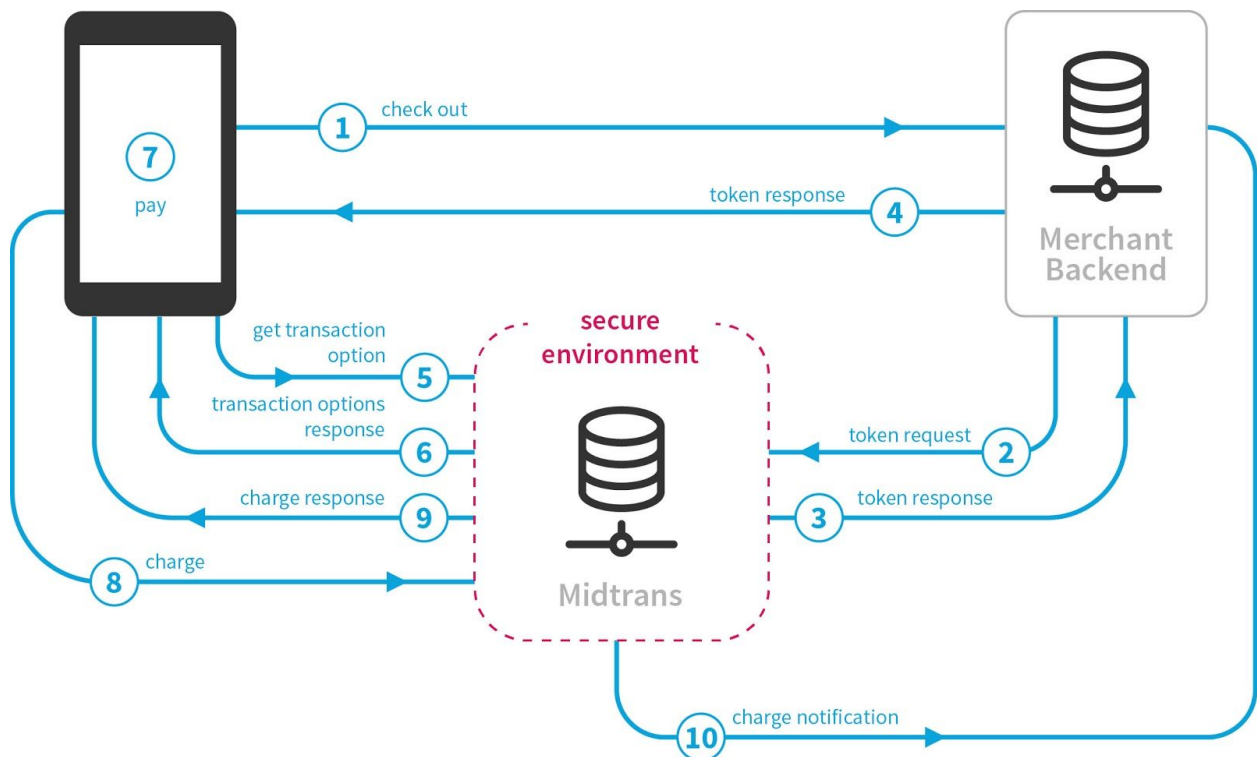 1
check out
7
pay
token response
4
Merchant
Backend
secure
environment
get transaction
option
5
transaction options
response
6
token request
2
charge response
9
3
token response
8
charge
Midtrans
10
charge notification